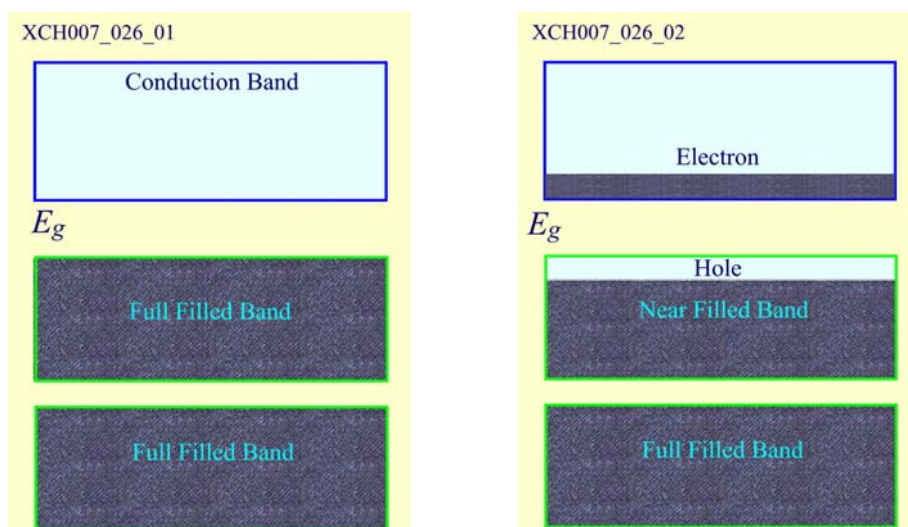 XCH007_026_01
Conduction Band
Eg
Full Filled Band
Full Filled Band
XCH007_026_02
Electron
Eg
Hole
Near Filled Band
Full Filled Band